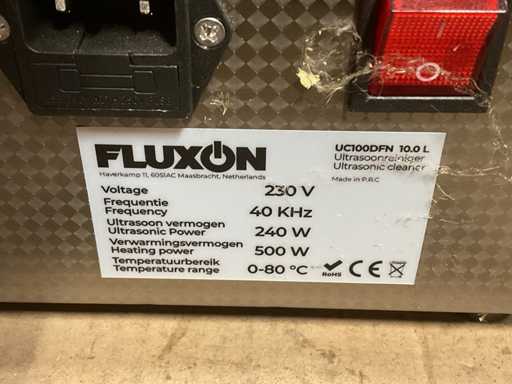 FLUXON
Haverkamp 11, 6051AC Maasbracht, Netherlands
UC100DFN 10.0 L
Ultrasoonreiniger
Ultrasonic cleaner
Made in P.R.C
Voltage 230 V
Frequentie
Frequency 40 KHz
Ultrasoon vermogen
Ultrasonic Power 240 W
Verwarmingsvermogen
Heating power 500 W
Temperatuurbereik
Temperature range 0-80 °C
RoHS CE